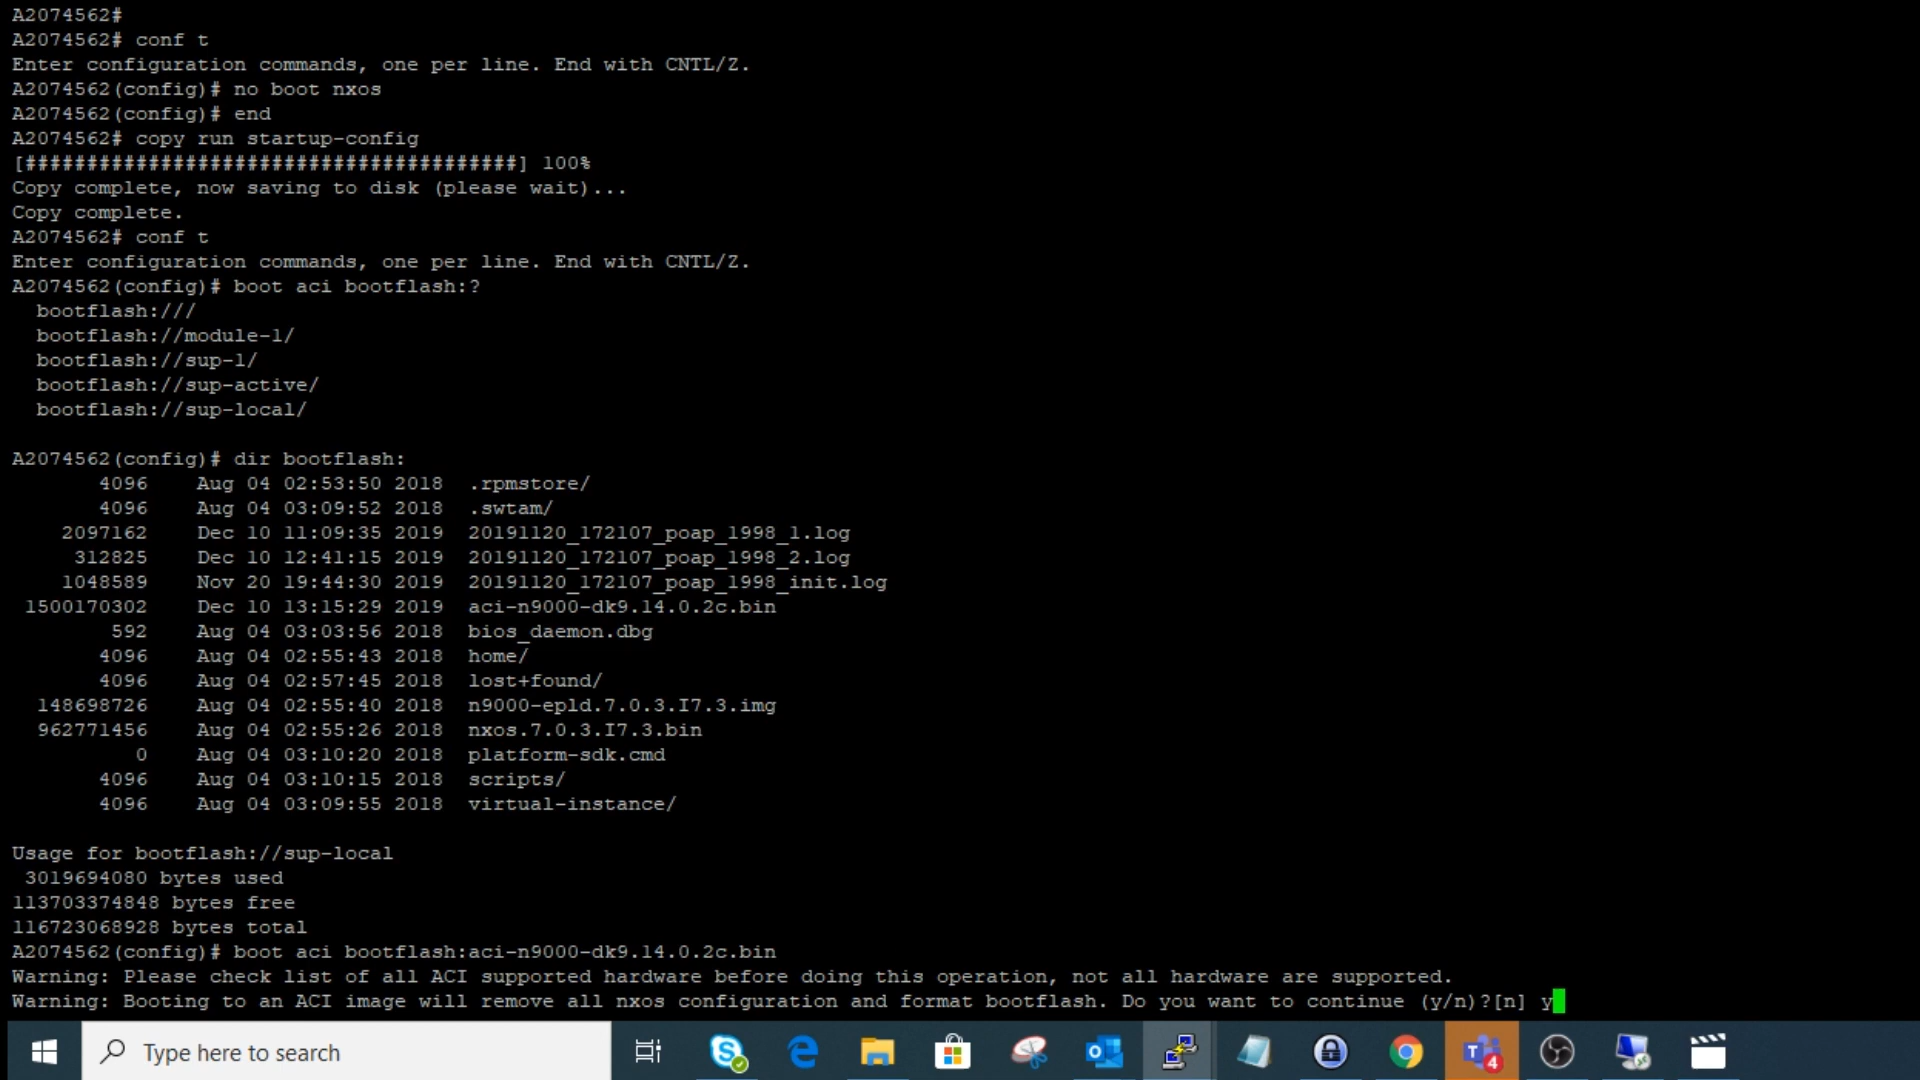 A2074562#
A2074562# conf t
Enter configuration commands, one per line. End with CNTL/Z.
A2074562(config)# no boot nxos
A2074562(config)# end
A2074562# copy run startup-config
[########################################] 100%
Copy complete, now saving to disk (please wait)...
Copy complete.
A2074562# conf t
Enter configuration commands, one per line. End with CNTL/Z.
A2074562(config)# boot aci bootflash:?
  bootflash:///
  bootflash://module-1/
  bootflash://sup-1/
  bootflash://sup-active/
  bootflash://sup-local/
A2074562(config)# dir bootflash:
       4096    Aug 04 02:53:50 2018  .rpmstore/
       4096    Aug 04 03:09:52 2018  .swtam/
    2097162    Dec 10 11:09:35 2019  20191120_172107_poap_1998_1.log
     312825    Dec 10 12:41:15 2019  20191120_172107_poap_1998_2.log
    1048589    Nov 20 19:44:30 2019  20191120_172107_poap_1998_init.log
 1500170302    Dec 10 13:15:29 2019  aci-n9000-dk9.14.0.2c.bin
        592    Aug 04 03:03:56 2018  bios_daemon.dbg
       4096    Aug 04 02:55:43 2018  home/
       4096    Aug 04 02:57:45 2018  lost+found/
  148698726    Aug 04 02:55:40 2018  n9000-epld.7.0.3.I7.3.img
  962771456    Aug 04 02:55:26 2018  nxos.7.0.3.I7.3.bin
          0    Aug 04 03:10:20 2018  platform-sdk.cmd
       4096    Aug 04 03:10:15 2018  scripts/
       4096    Aug 04 03:09:55 2018  virtual-instance/
Usage for bootflash://sup-local
 3019694080 bytes used
113703374848 bytes free
116723068928 bytes total
A2074562(config)# boot aci bootflash:aci-n9000-dk9.14.0.2c.bin
Warning: Please check list of all ACI supported hardware before doing this operation, not all hardware are supported.
Warning: Booting to an ACI image will remove all nxos configuration and format bootflash. Do you want to continue (y/n)?[n] y
Type here to search
4